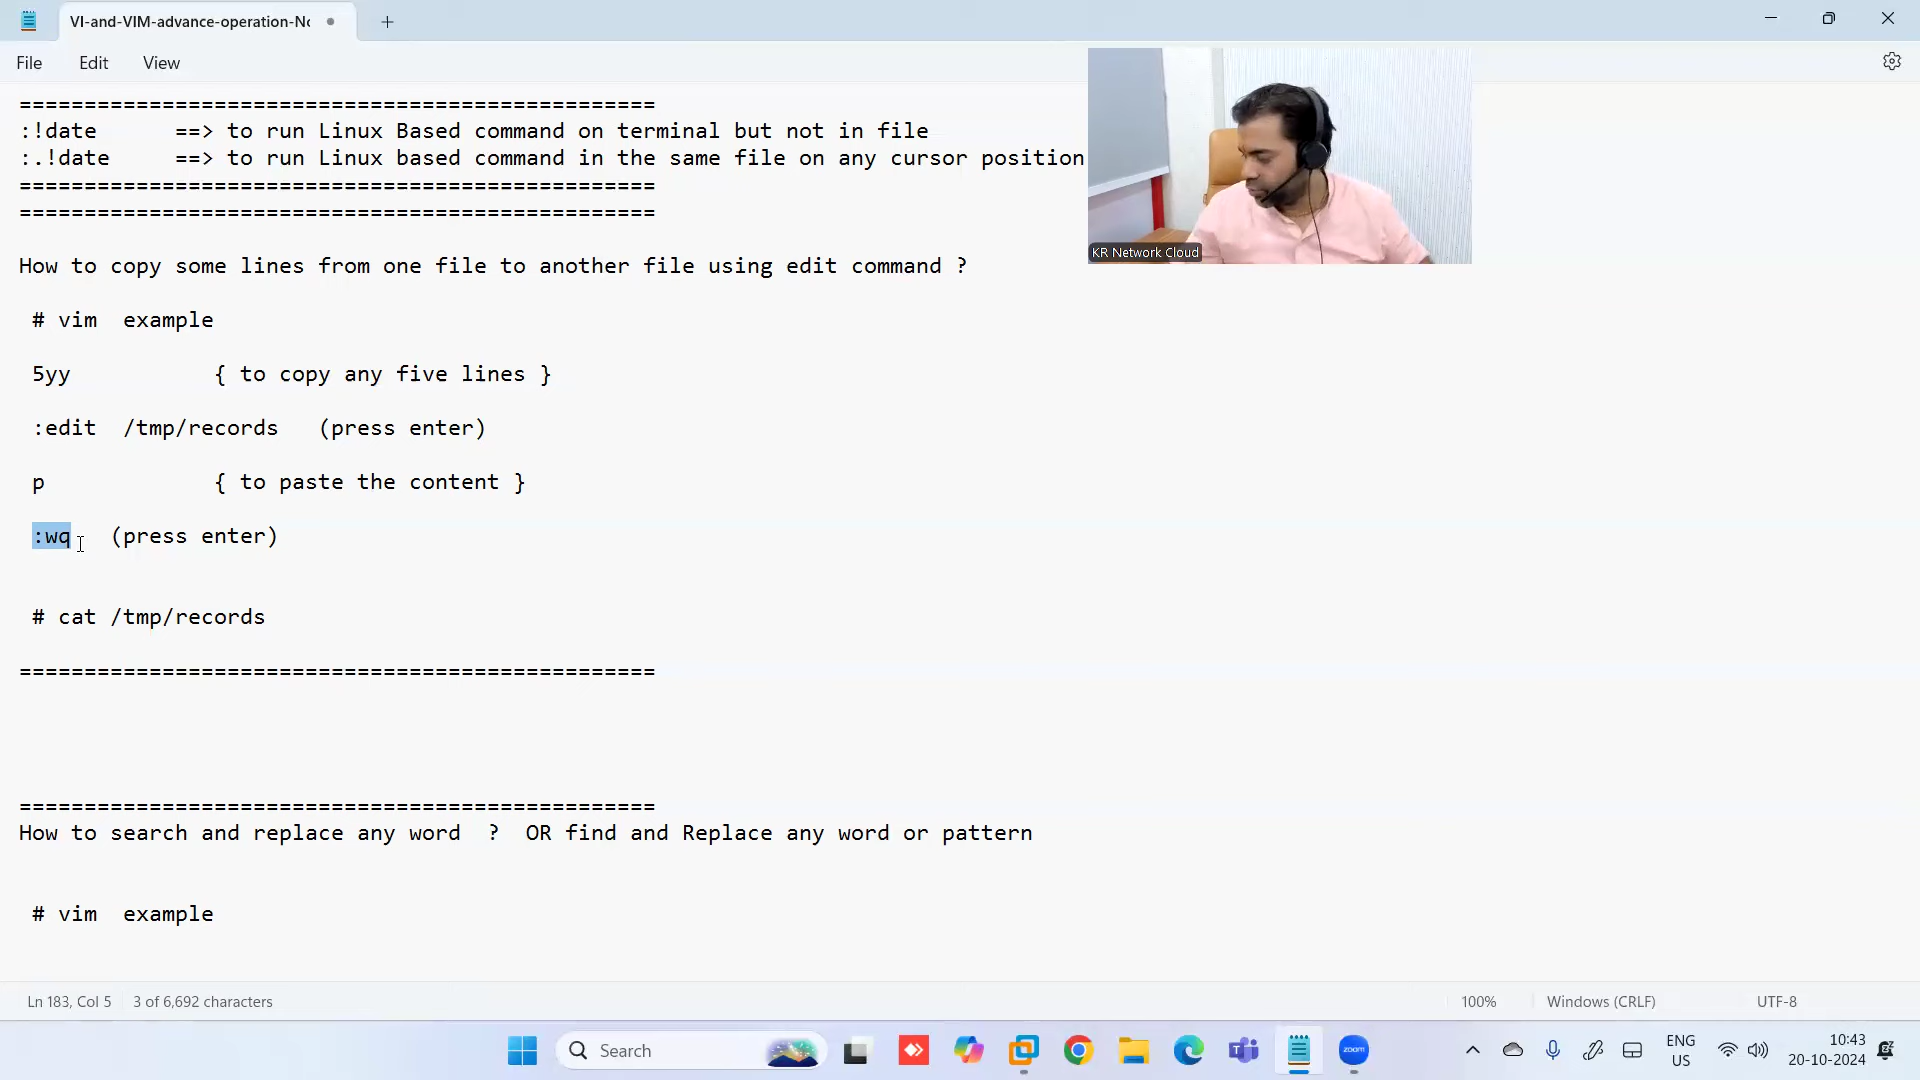 VI-and-VIM-advance-operation-No
File Edit View
=================================================
:!date ==> to run Linux Based command on terminal but not in file
:.!date ==> to run Linux based command in the same file on any cursor position
=================================================
=================================================
KR Network Cloud
How to copy some lines from one file to another file using edit command ?
# vim example
5yy { to copy any five lines }
:edit /tmp/records (press enter)
p { to paste the content }
:wq (press enter)
# cat /tmp/records
=================================================
=================================================
How to search and replace any word ? OR find and Replace any word or pattern
# vim example
Ln 183, Col 5 3 of 6,692 characters 100% Windows (CRLF) UTF-8
Search zoom ENG US 10:43 20-10-2024